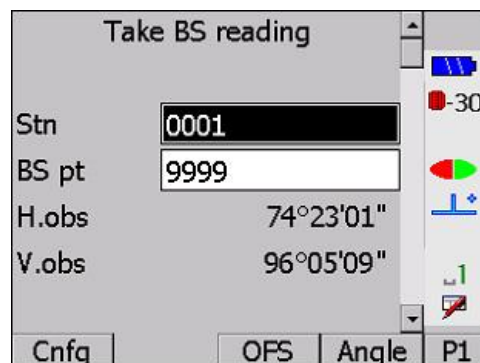 Take BS reading
-30
Stn 0001
BS pt 9999
H.obs 74°23'01"
V.obs 96°05'09"
1
Cnfg OFS Angle P1